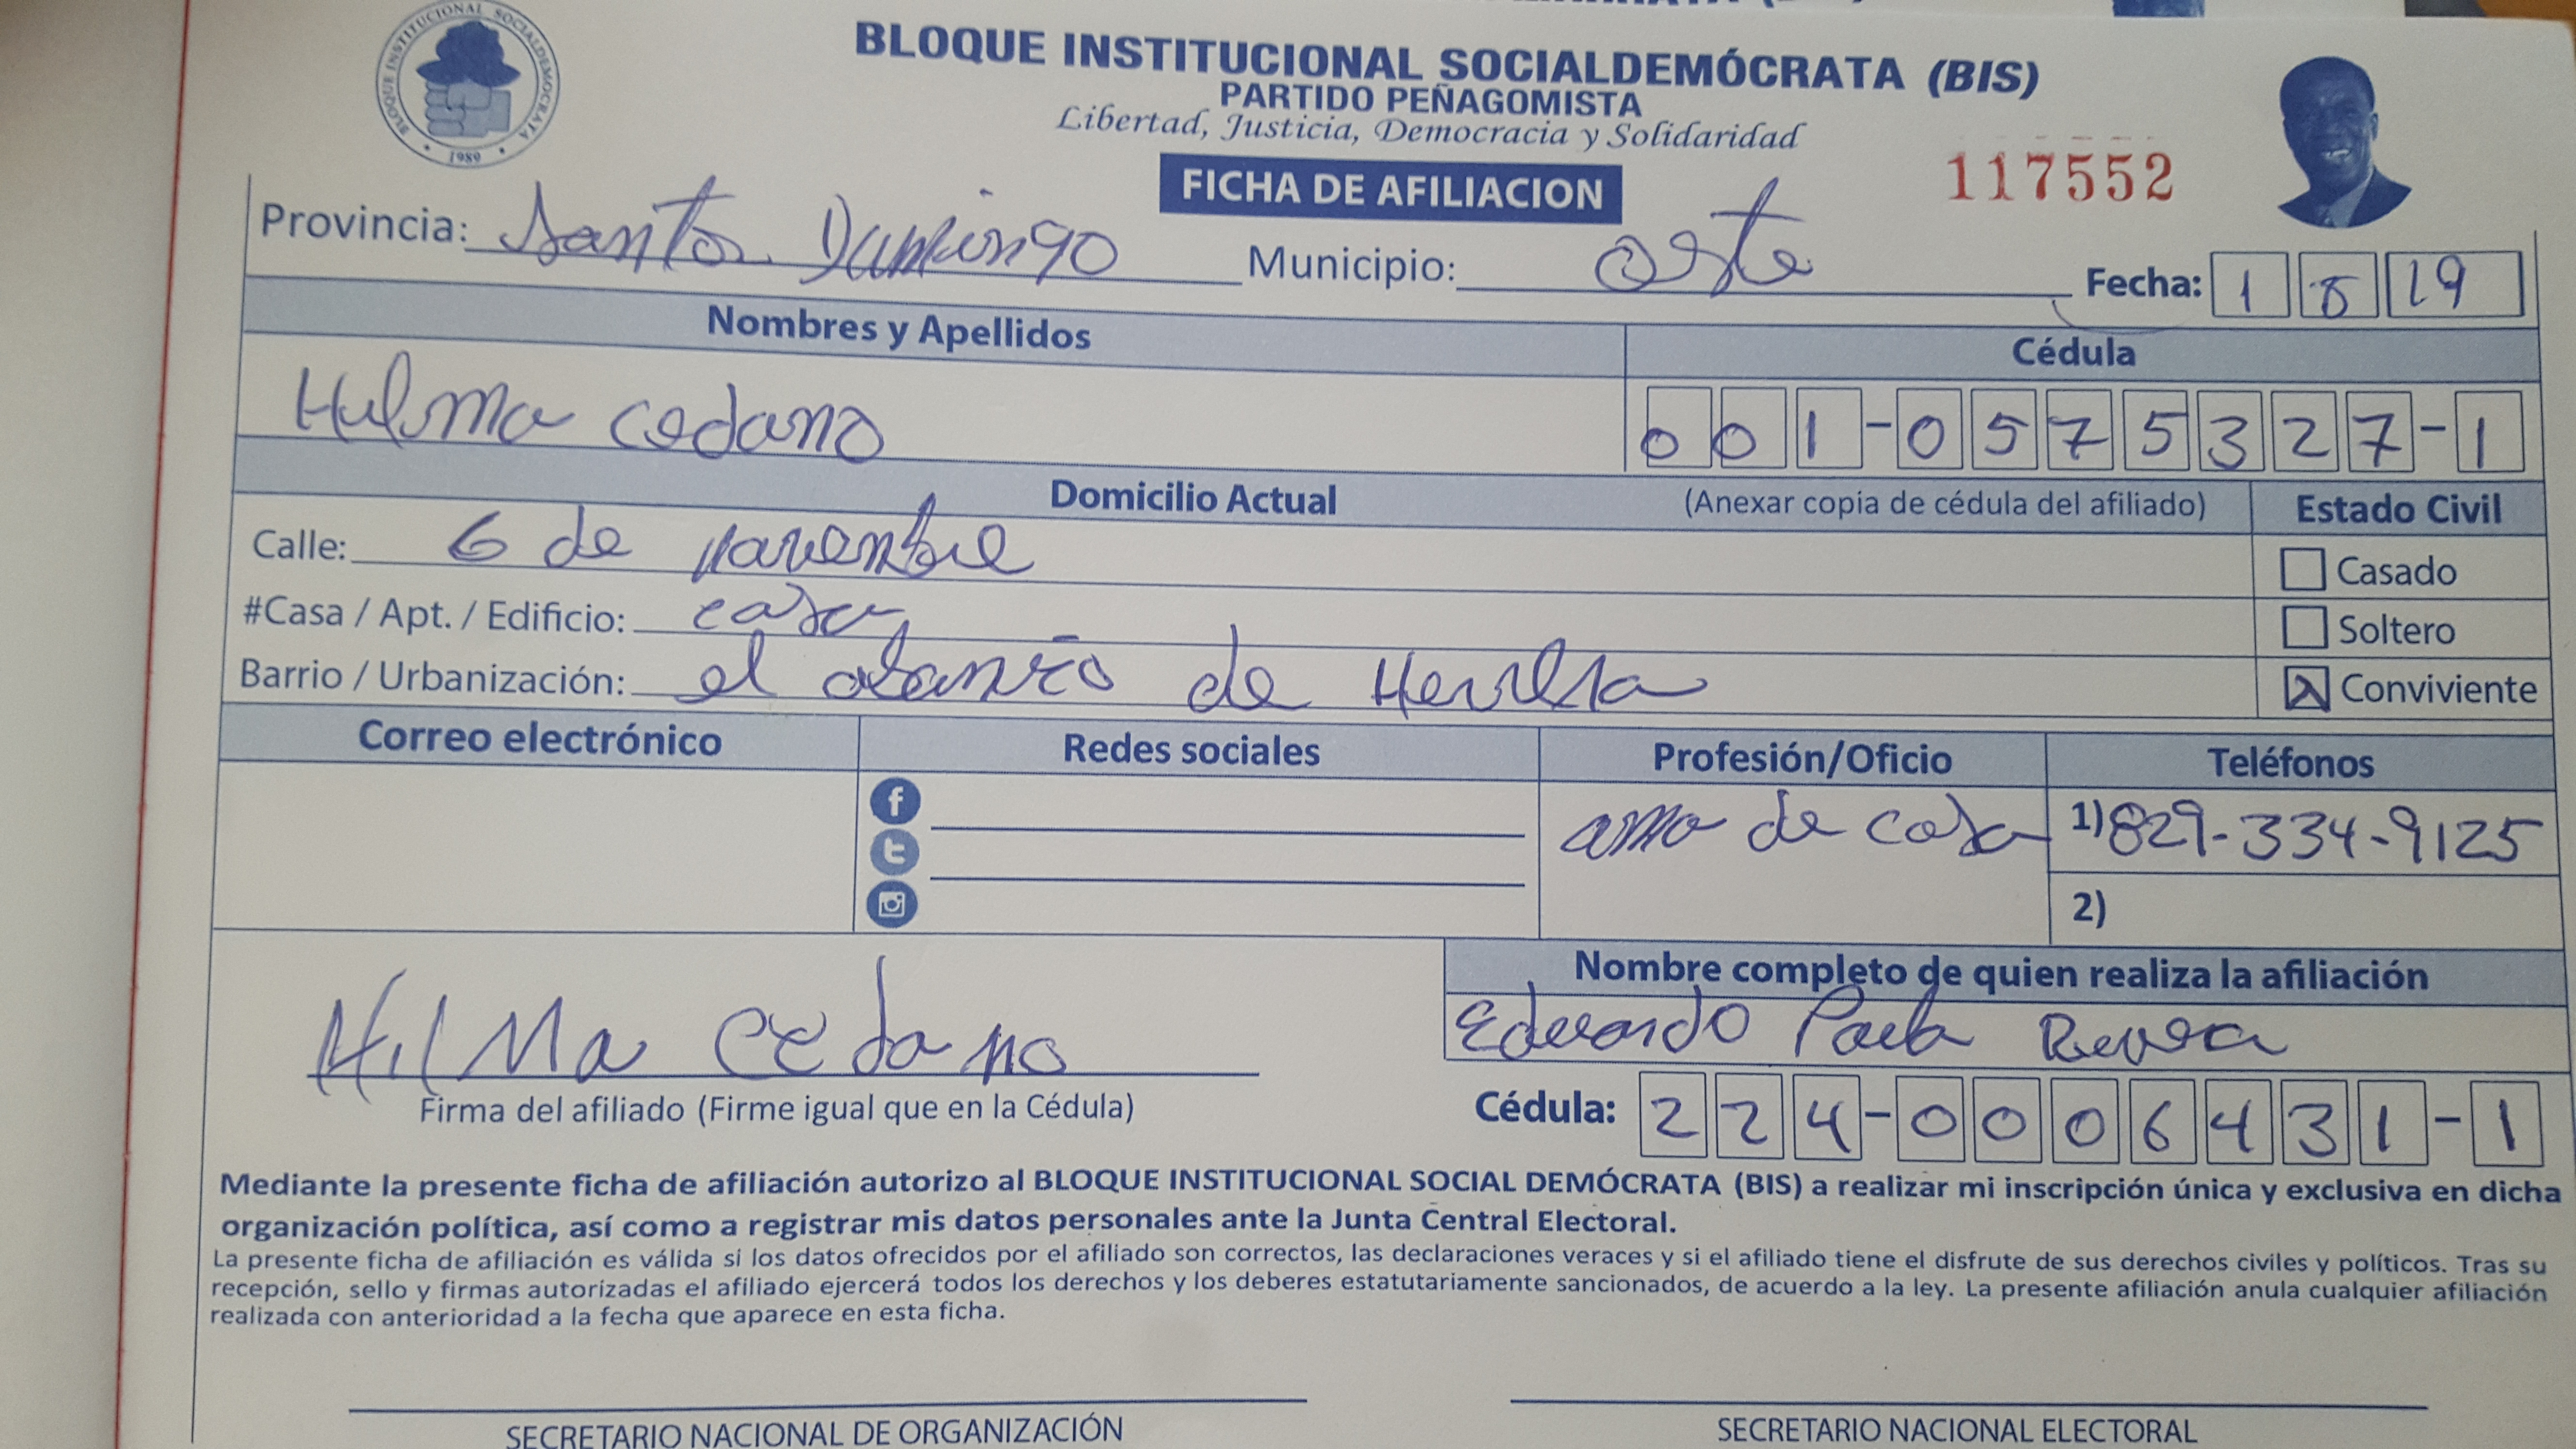 BLOQUE INSTITUCIONAL SOCIALDEMOCRATA
1989
BLOQUE INSTITUCIONAL SOCIALDEMÓCRATA (BIS)
PARTIDO PEÑAGOMISTA
Libertad, Justicia, Democracia y Solidaridad
FICHA DE AFILIACION
117552
Provincia: Santo Domingo Municipio: oste Fecha: 1 8 19
Nombres y Apellidos
Cédula
Hilma cedano
001-0575327-1
Domicilio Actual (Anexar copia de cédula del afiliado) Estado Civil
Calle: 6 de
Casado
#Casa / Apt. / Edificio: casa
Soltero
Barrio / Urbanización: el de
Conviviente
Correo electrónico Redes sociales Profesión/Oficio Teléfonos
ama de casa 1) 829-334-9125
2)
Nombre completo de quien realiza la afiliación
HilMa CEdano
Eduardo
Firma del afiliado (Firme igual que en la Cédula)
Cédula: 224-0006431-1
Mediante la presente ficha de afiliación autorizo al BLOQUE INSTITUCIONAL SOCIAL DEMÓCRATA (BIS) a realizar mi inscripción única y exclusiva en dicha
organización política, así como a registrar mis datos personales ante la Junta Central Electoral.
La presente ficha de afiliación es válida si los datos ofrecidos por el afiliado son correctos, las declaraciones veraces y si el afiliado tiene el disfrute de sus derechos civiles y políticos. Tras su
recepción, sello y firmas autorizadas el afiliado ejercerá todos los derechos y los deberes estatutariamente sancionados, de acuerdo a la ley. La presente afiliación anula cualquier afiliación
realizada con anterioridad a la fecha que aparece en esta ficha.
SECRETARIO NACIONAL DE ORGANIZACIÓN SECRETARIO NACIONAL ELECTORAL